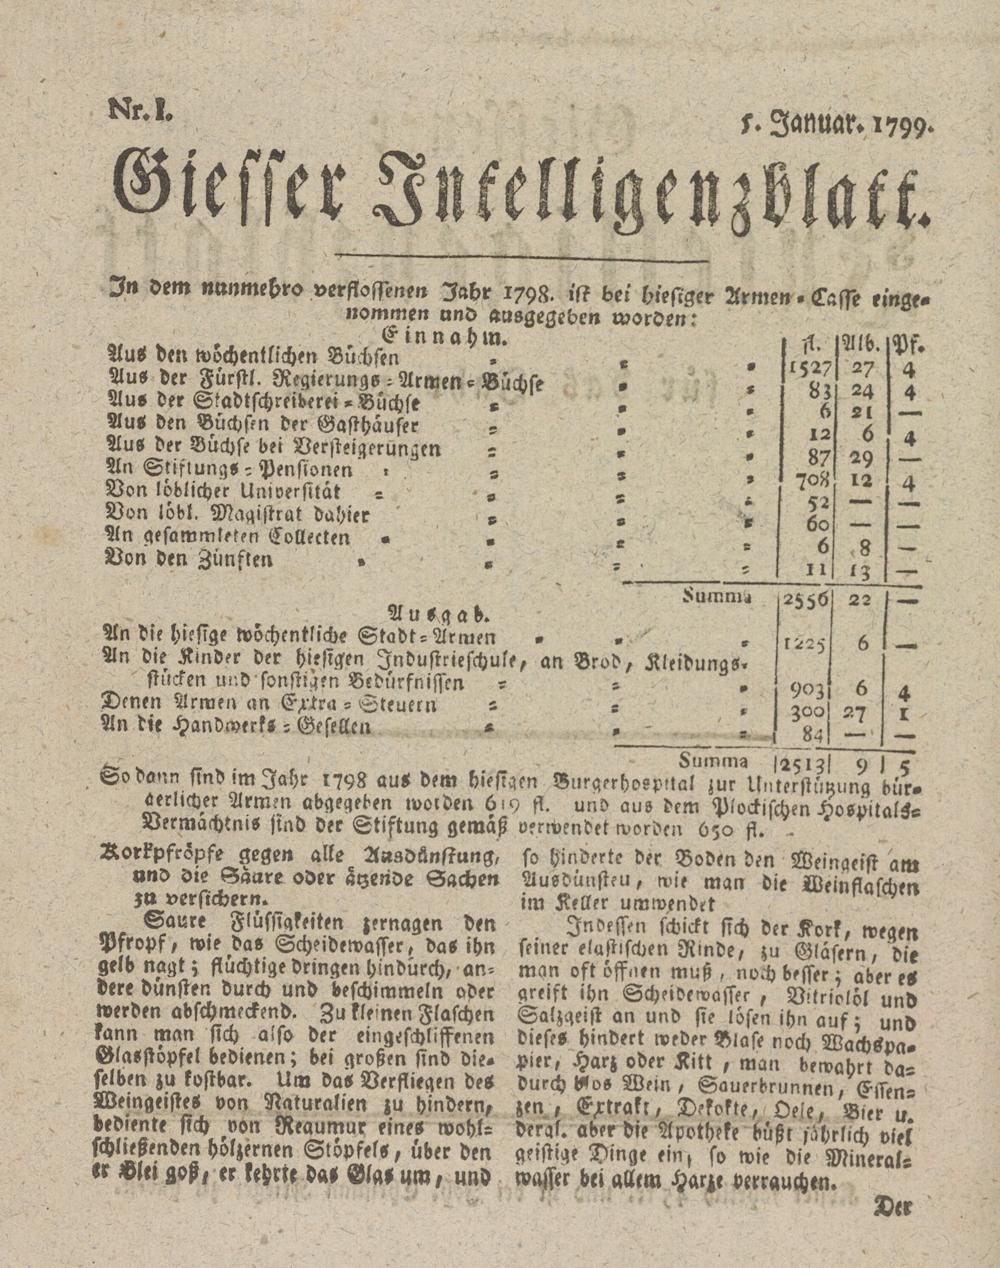 Nr. I.
5. Januar. 1799.
Giesser Intelligenzblatt.
In dem nunmehro verflossenen Jahr 1798. ist bei hiesiger Armen-Casse einge-
nommen und ausgegeben worden:
Einnahm. fl. Alb. Pf.
Aus den wöchentlichen Büchsen = = = 1527 27 4
Aus der Fürstl. Regierungs-Armen-Büchse = = 83 24 4
Aus der Stadtschreiberei-Büchse = = = 6 21 —
Aus den Büchsen der Gasthäuser = = = 12 6 4
Aus der Büchse bei Versteigerungen = = = 87 29 —
An Stiftungs-Pensionen = = = = 708 12 4
Von löblicher Universität = = = = 52 — —
Von löbl. Magistrat dahier = = = 60 — —
An gesammleten Collecten = = = = 6 8 —
Von den Zünften = = = = 11 13 —
Summa 2556 22 —
Ausgab.
An die hiesige wöchentliche Stadt-Armen = = = 1225 6 —
An die Kinder der hiesigen Industrieschule, an Brod, Kleidungs-
stücken und sonstigen Bedürfnissen = = = 903 6 4
Denen Armen an Extra-Steuern = = = 300 27 1
An die Handwerks-Gesellen = = = 84 — —
Summa 2513 9 5
So dann sind im Jahr 1798 aus dem hiesigen Burgerhospital zur Unterstützung bür-
gerlicher Armen abgegeben worden 619 fl. und aus dem Plockischen Hospitals-
Vermächtnis sind der Stiftung gemäß verwendet worden 650 fl.
Korkpfröpfe gegen alle Ausdünstung,
und die Säure oder ätzende Sachen
zu versichern.
Saure Flüssigkeiten zernagen den
Pfropf, wie das Scheidewasser, das ihn
gelb nagt; flüchtige dringen hindurch, an-
dere dünsten durch und beschimmeln oder
werden abschmeckend. Zu kleinen Flaschen
kann man sich also der eingeschliffenen
Glasstöpfel bedienen; bei großen sind die-
selben zu kostbar. Um das Verfliegen des
Weingeistes von Naturalien zu hindern,
bediente sich von Reaumur eines wohl-
schließenden hölzernen Stöpfels, über den
er Blei goß, er kehrte das Glas um, und
so hinderte der Boden den Weingeist am
Ausdünsten, wie man die Weinflaschen
im Keller umwendet
Indessen schickt sich der Kork, wegen
seiner elastischen Rinde, zu Gläsern, die
man oft öffnen muß, noch besser; aber es
greift ihn Scheidewasser, Vitriolöl und
Salzgeist an und sie lösen ihn auf; und
dieses hindert weder Blase noch Wachspa-
pier, Harz oder Kitt, man bewahrt da-
durch blos Wein, Sauerbrunnen, Essen-
zen, Extrakt, Dekokte, Oele, Bier u.
dergl. aber die Apotheke büßt jährlich viel
geistige Dinge ein, so wie die Mineral-
wasser bei allem Harze verrauchen.
Der